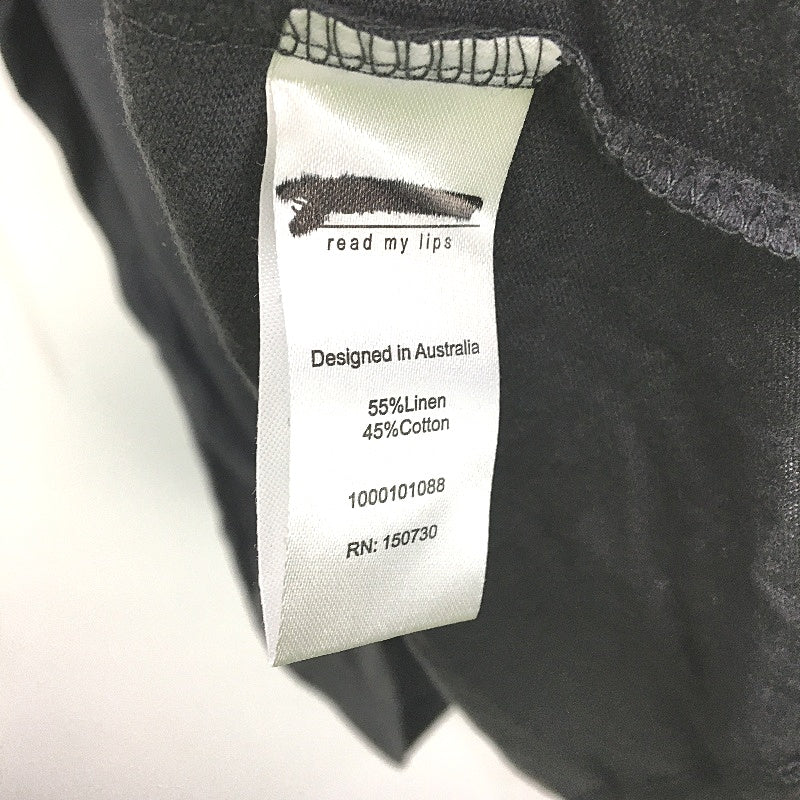 read my lips
Designed in Australia
55%Linen
45%Cotton
1000101088
RN: 150730